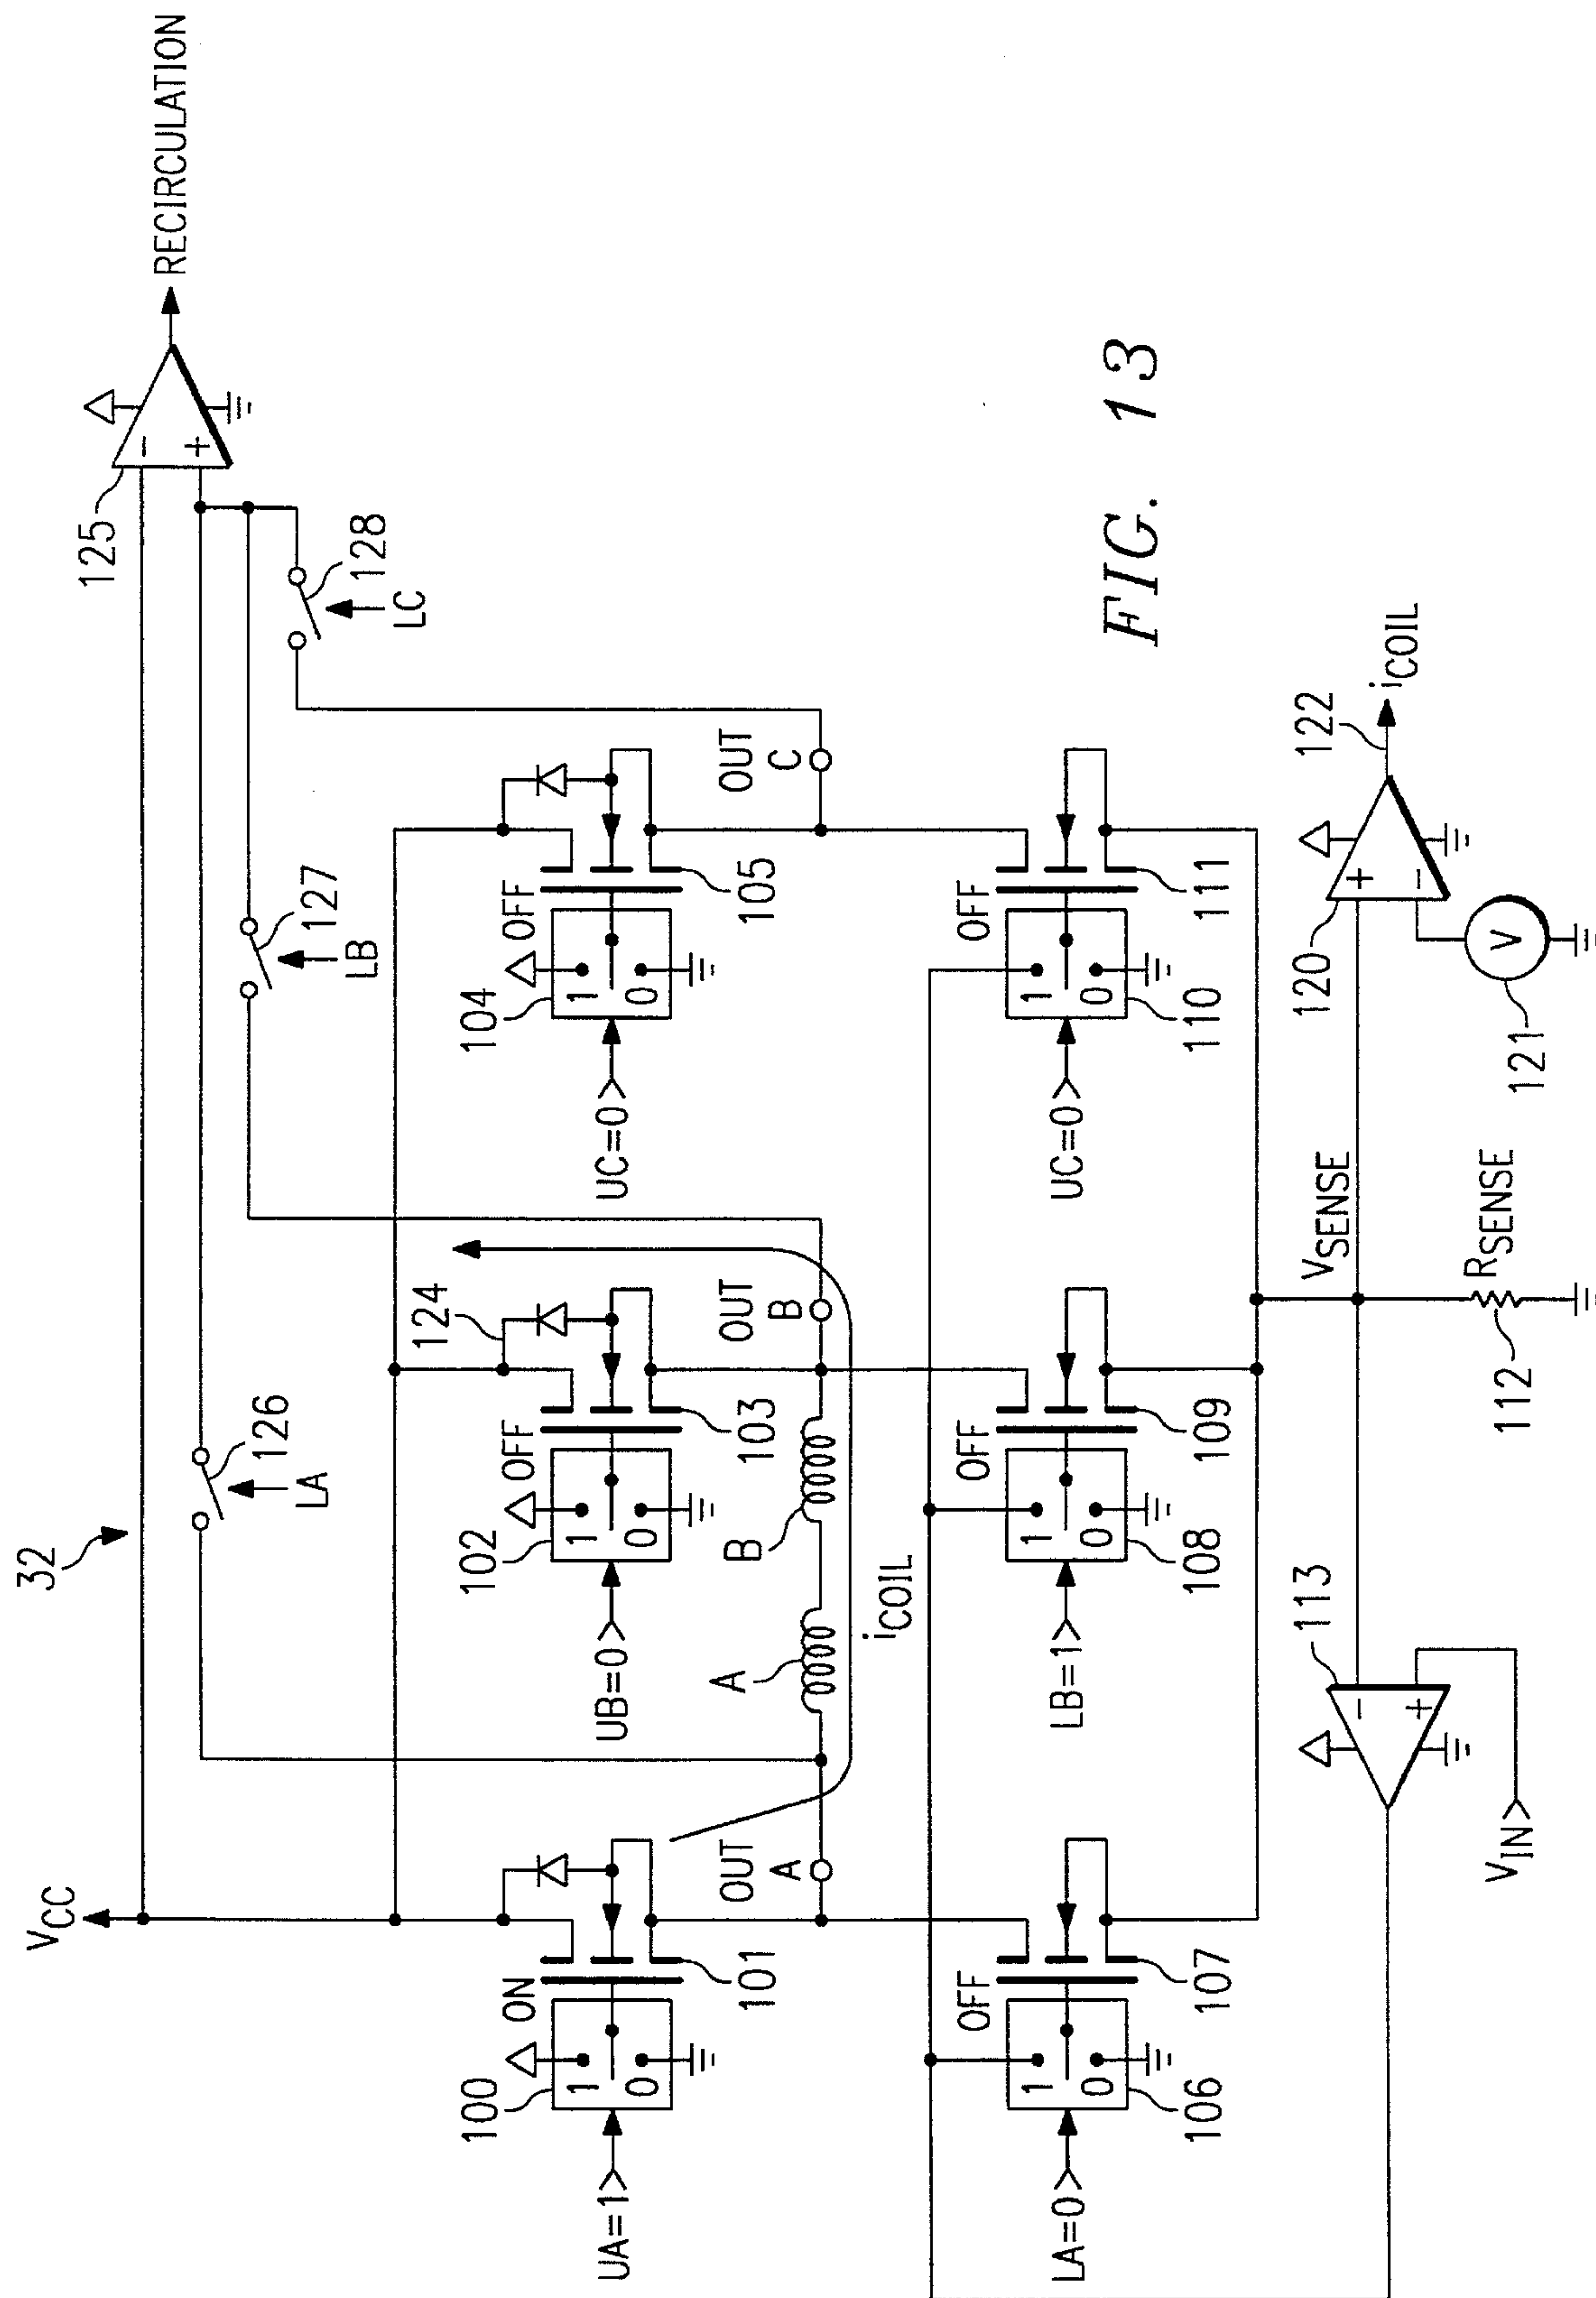 RECIRCULATION
125
−
+
128
LC
127
LB
126
LA
32
VCC
124
100
1
0
ON
101
UA=1>
OUT
A
102
1
0
OFF
103
UB=0>
OUT
B
104
1
0
OFF
105
UC=0>
OUT
C
A
B
iCOIL
106
1
0
OFF
107
LA=0>
108
1
0
OFF
109
LB=1>
110
1
0
OFF
111
UC=0>
113
−
+
VIN>
VSENSE
RSENSE
112
120
+
−
V
121
122
iCOIL
FIG. 13